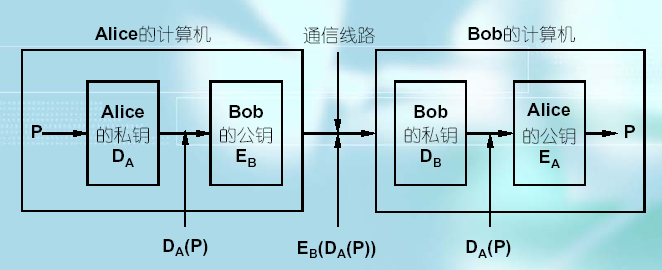 Alice的计算机
通信线路
Bob的计算机
P
Alice
的私钥
DA
Bob
的公钥
EB
Bob
的私钥
DB
Alice
的公钥
EA
P
DA(P)
EB(DA(P))
DA(P)